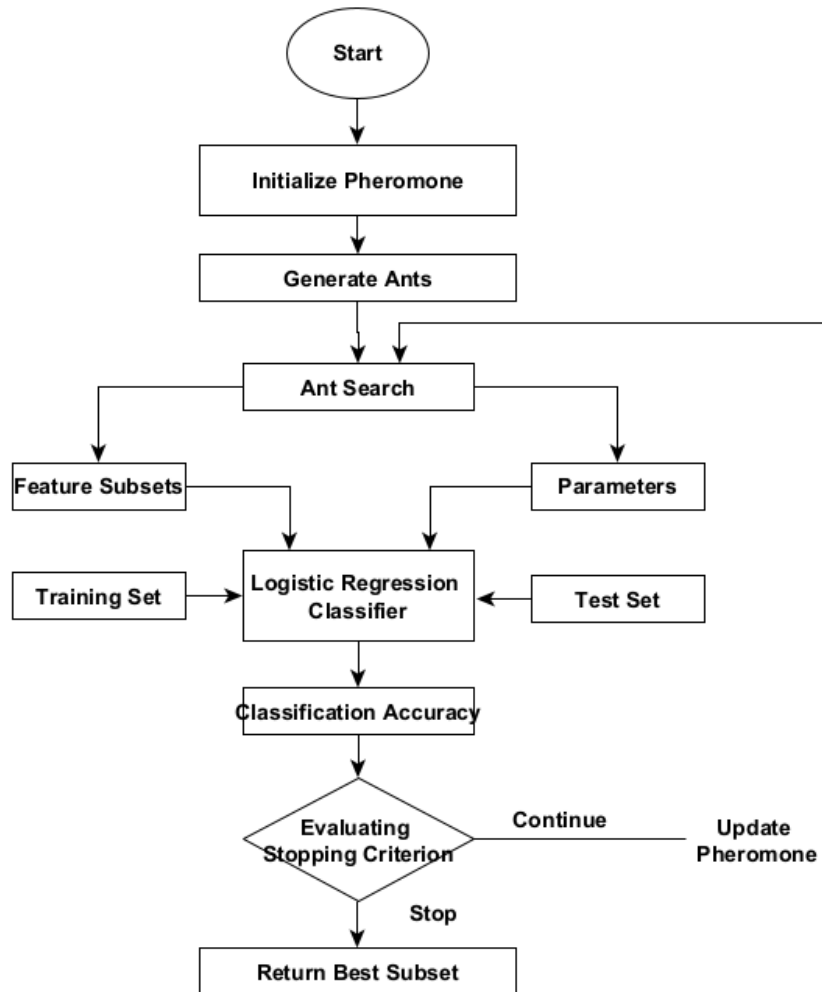 Start
Initialize Pheromone
Generate Ants
Ant Search
Feature Subsets
Parameters
Training Set
Logistic Regression
Classifier
Test Set
Classification Accuracy
Evaluating
Stopping Criterion
Continue
Update
Pheromone
Stop
Return Best Subset